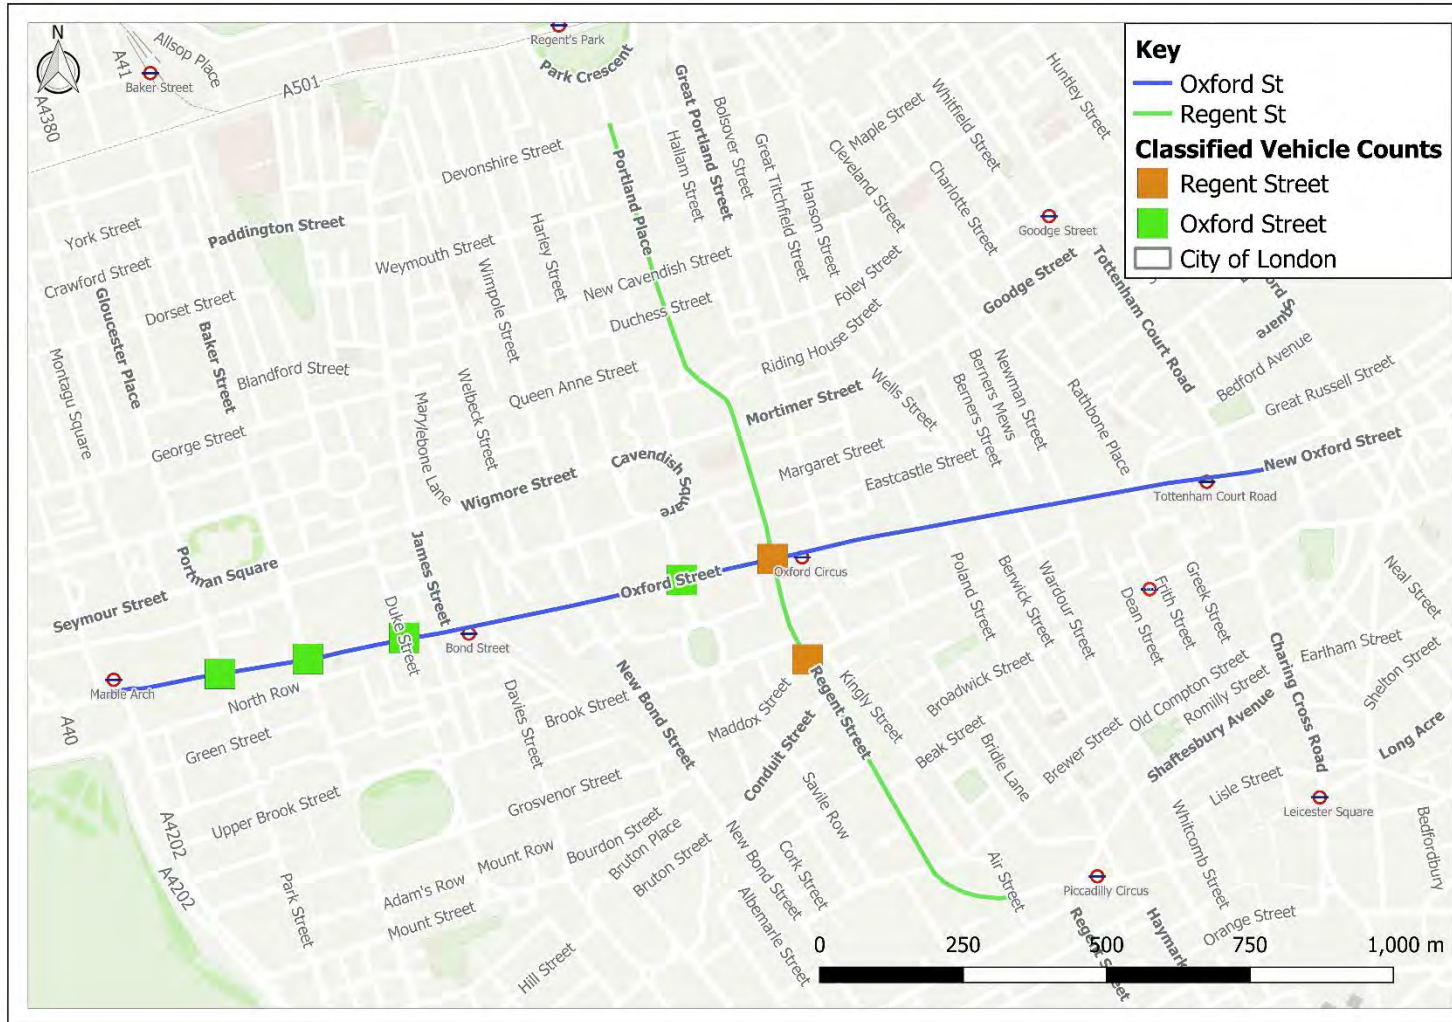 N
Allsop Place
A41
Baker Street
A4380
A501
Regent's Park
Park Crescent
Great Portland Street
Bolsover Street
Hallam Street
Devonshire Street
Portland Place
Great Titchfield Street
Hanson Street
Maple Street
Cleveland Street
Whitfield Street
Huntley Street
Charlotte Street
Goodge Street
Goodge Street
Tottenham Court Road
Key
Oxford St
Regent St
Classified Vehicle Counts
Regent Street
Oxford Street
City of London
York Street
Crawford Street
Paddington Street
Gloucester Place
Dorset Street
Baker Street
Blandford Street
Montagu Square
George Street
Weymouth Street
Harley Street
Wimpole Street
New Cavendish Street
Duchess Street
Foley Street
Riding House Street
Queen Anne Street
Welbeck Street
Marylebone Lane
Mortimer Street
Wells Street
Berners Street
Berners Mews
Newman Street
Rathbone Place
Square
Bedford Avenue
Great Russell Street
New Oxford Street
Tottenham Court Road
Cavendish Square
Margaret Street
Eastcastle Street
Wigmore Street
Portman Square
Seymour Street
James Street
Duke Street
Oxford Street
Oxford Circus
Bond Street
Marble Arch
North Row
Green Street
A40
Upper Brook Street
A4202
A4202
Park Street
Davies Street
Brook Street
New Bond Street
Maddox Street
Conduit Street
Regent Street
Kingly Street
Poland Street
Berwick Street
Wardour Street
Dean Street
Frith Street
Greek Street
Neal Street
Earlham Street
Shelton Street
Charing Cross Road
Long Acre
Broadwick Street
Old Compton Street
Romilly Street
Shaftesbury Avenue
Beak Street
Bridle Lane
Brewer Street
Lisle Street
Leicester Square
Bedfordbury
Whitcomb Street
Grosvenor Street
Bourdon Street
Bruton Place
Bruton Street
Mount Row
Adam's Row
Mount Street
Savile Row
Cork Street
New Bond Street
Albemarle Street
Hill Street
Air Street
Piccadilly Circus
Regent Street
Haymark
Orange Street
0 250 500 750 1,000 m